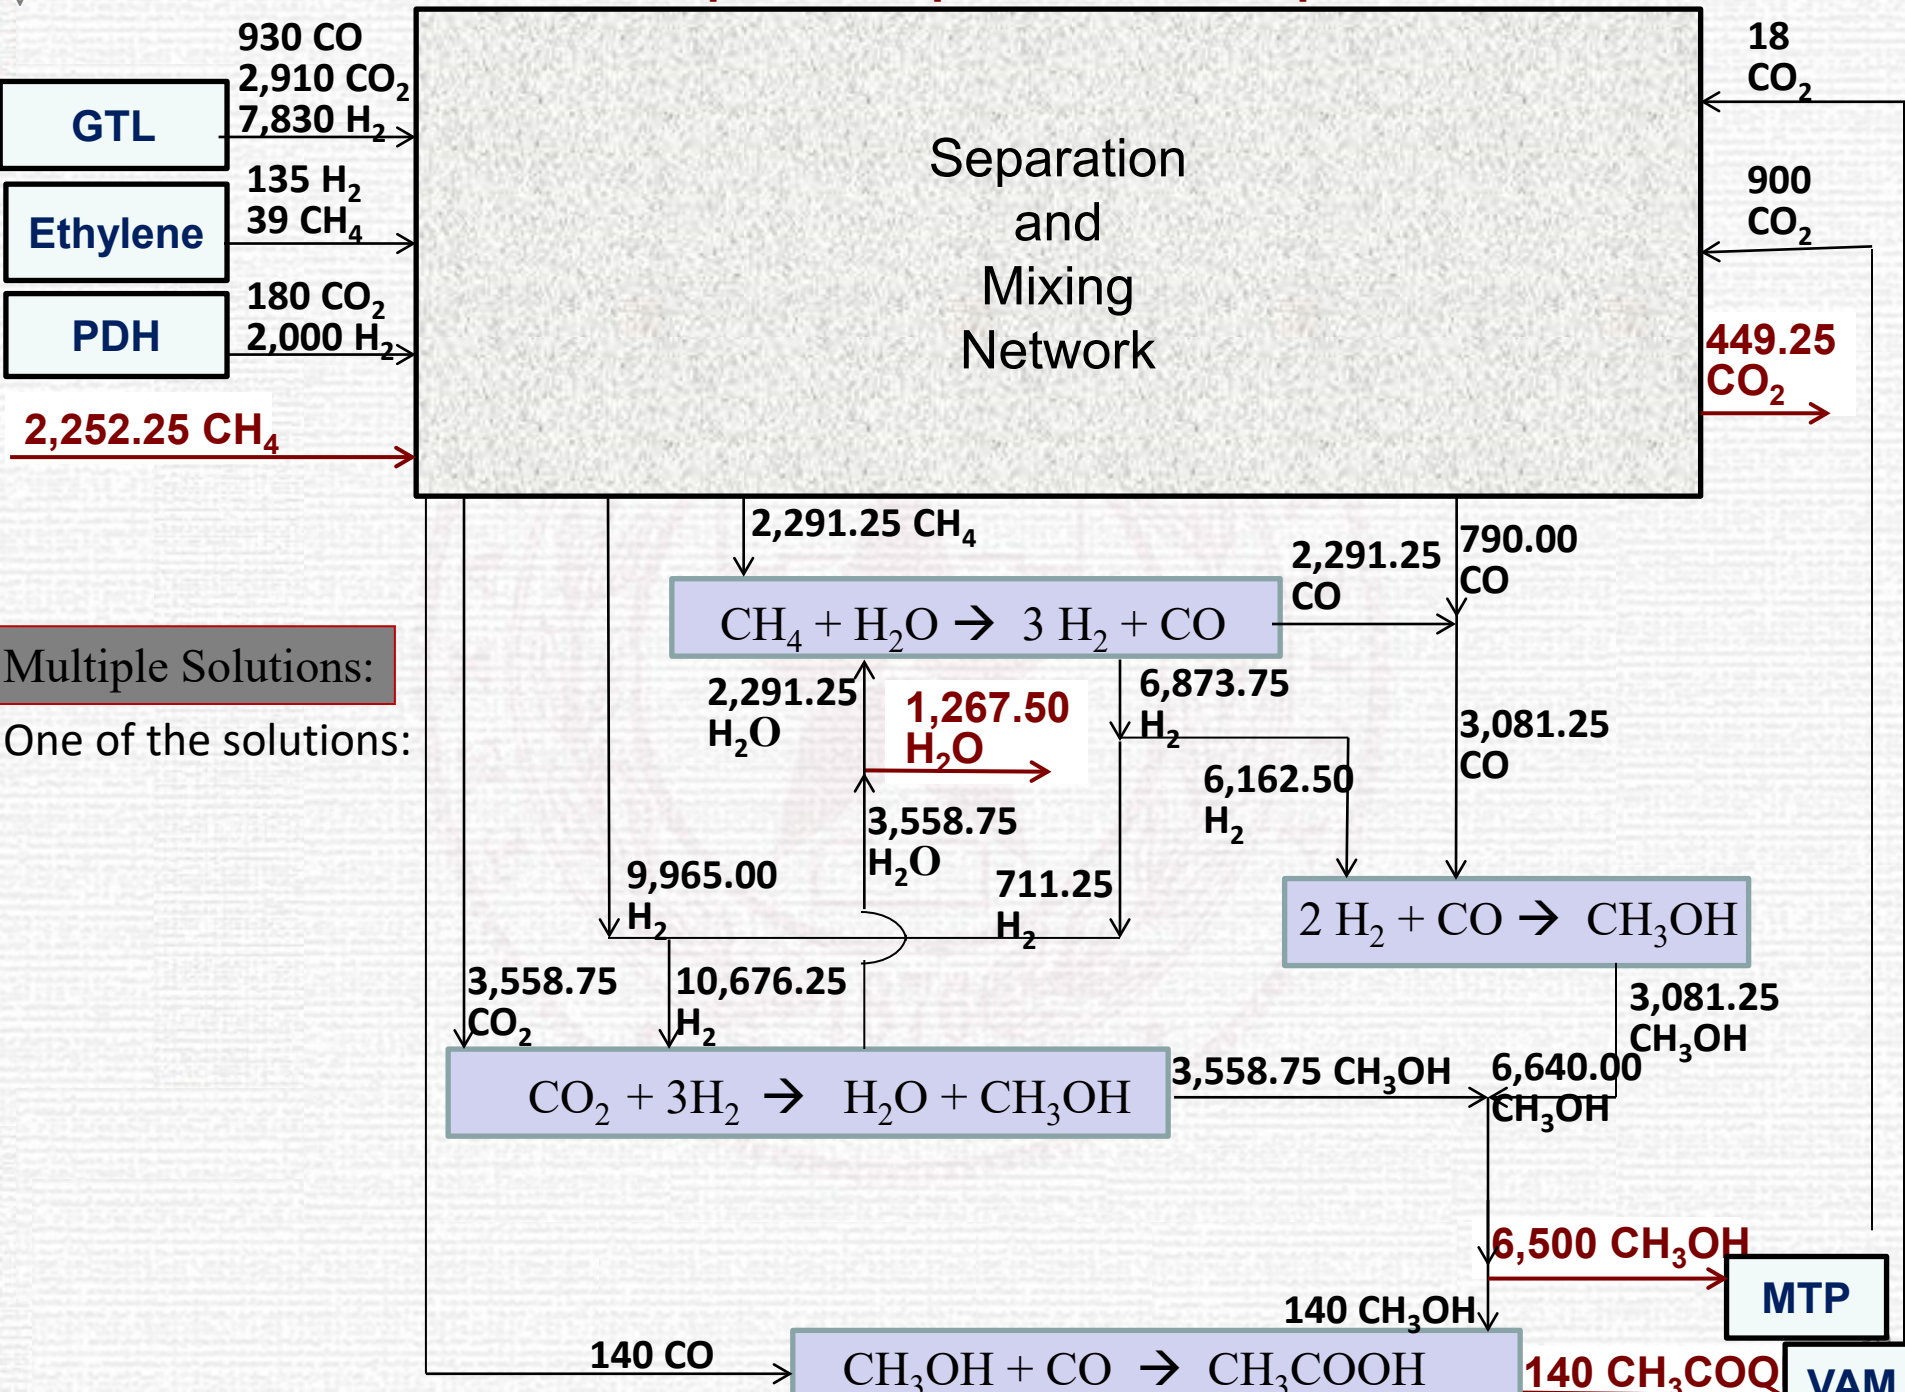 930 CO
2,910 CO₂
7,830 H₂
GTL
135 H₂
39 CH₄
Ethylene
180 CO₂
2,000 H₂
PDH
2,252.25 CH₄
Separation
and
Mixing
Network
18
CO₂
900
CO₂
449.25
CO₂
2,291.25 CH₄
2,291.25
CO
790.00
CO
CH₄ + H₂O → 3 H₂ + CO
Multiple Solutions:
One of the solutions:
2,291.25
H₂O
1,267.50
H₂O
6,873.75
H₂
3,081.25
CO
6,162.50
H₂
3,558.75
H₂O
9,965.00
H₂
711.25
H₂
2 H₂ + CO → CH₃OH
3,558.75
CO₂
10,676.25
H₂
3,081.25
CH₃OH
CO₂ + 3H₂ → H₂O + CH₃OH
3,558.75 CH₃OH
6,640.00
CH₃OH
6,500 CH₃OH
MTP
140 CH₃OH
140 CO
CH₃OH + CO → CH₃COOH
140 CH₃COO
VAM